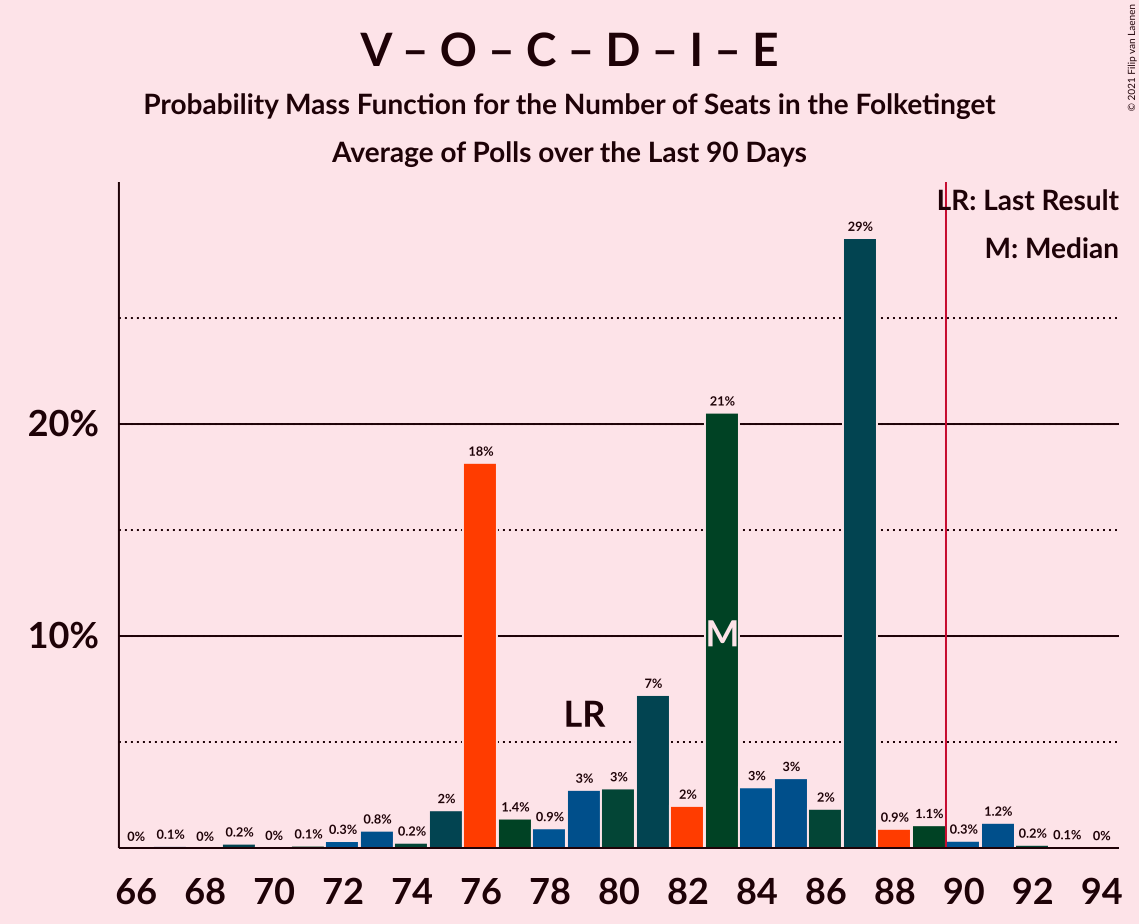 V – O – C – D – I – E
Probability Mass Function for the Number of Seats in the Folketinget
Average of Polls over the Last 90 Days
© 2021 Filip van Laenen
LR: Last Result
M: Median
20%
10%
0% 0.1% 0% 0.2% 0% 0.1% 0.3% 0.8% 0.2% 2% 18% 1.4% 0.9% 3% 3% 7% 2% 21% 3% 3% 2% 29% 0.9% 1.1% 0.3% 1.2% 0.2% 0.1% 0%
LR
M
66 68 70 72 74 76 78 80 82 84 86 88 90 92 94